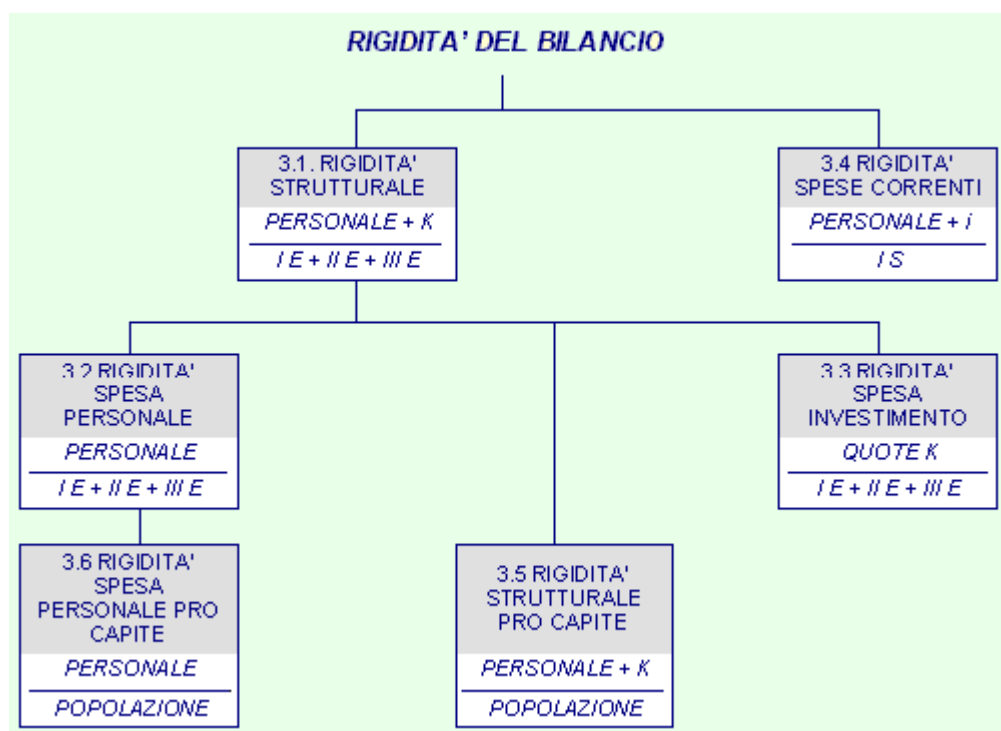 RIGIDITA' DEL BILANCIO
3.1. RIGIDITA'
STRUTTURALE
PERSONALE + K
I E + II E + III E
3.4 RIGIDITA'
SPESE CORRENTI
PERSONALE + i
I S
3.2 RIGIDITA'
SPESA
PERSONALE
PERSONALE
I E + II E + III E
3.3 RIGIDITA'
SPESA
INVESTIMENTO
QUOTE K
I E + II E + III E
3.6 RIGIDITA'
SPESA
PERSONALE PRO
CAPITE
PERSONALE
POPOLAZIONE
3.5 RIGIDITA'
STRUTTURALE
PRO CAPITE
PERSONALE + K
POPOLAZIONE